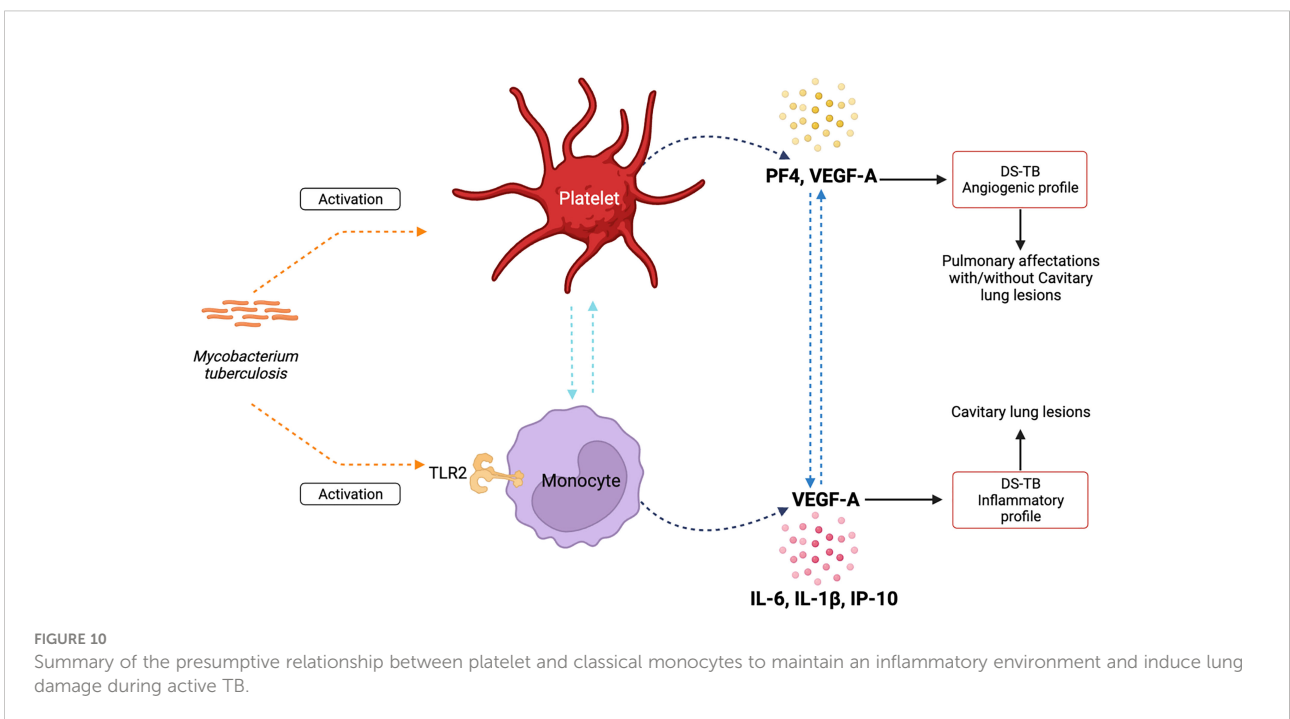 Activation
Platelet
PF4, VEGF-A
DS-TB
Angiogenic profile
Pulmonary affectations
with/without Cavitary
lung lesions
Mycobacterium
tuberculosis
Activation
TLR2
Monocyte
VEGF-A
IL-6, IL-1β, IP-10
Cavitary lung lesions
DS-TB
Inflammatory
profile
FIGURE 10
Summary of the presumptive relationship between platelet and classical monocytes to maintain an inflammatory environment and induce lung
damage during active TB.